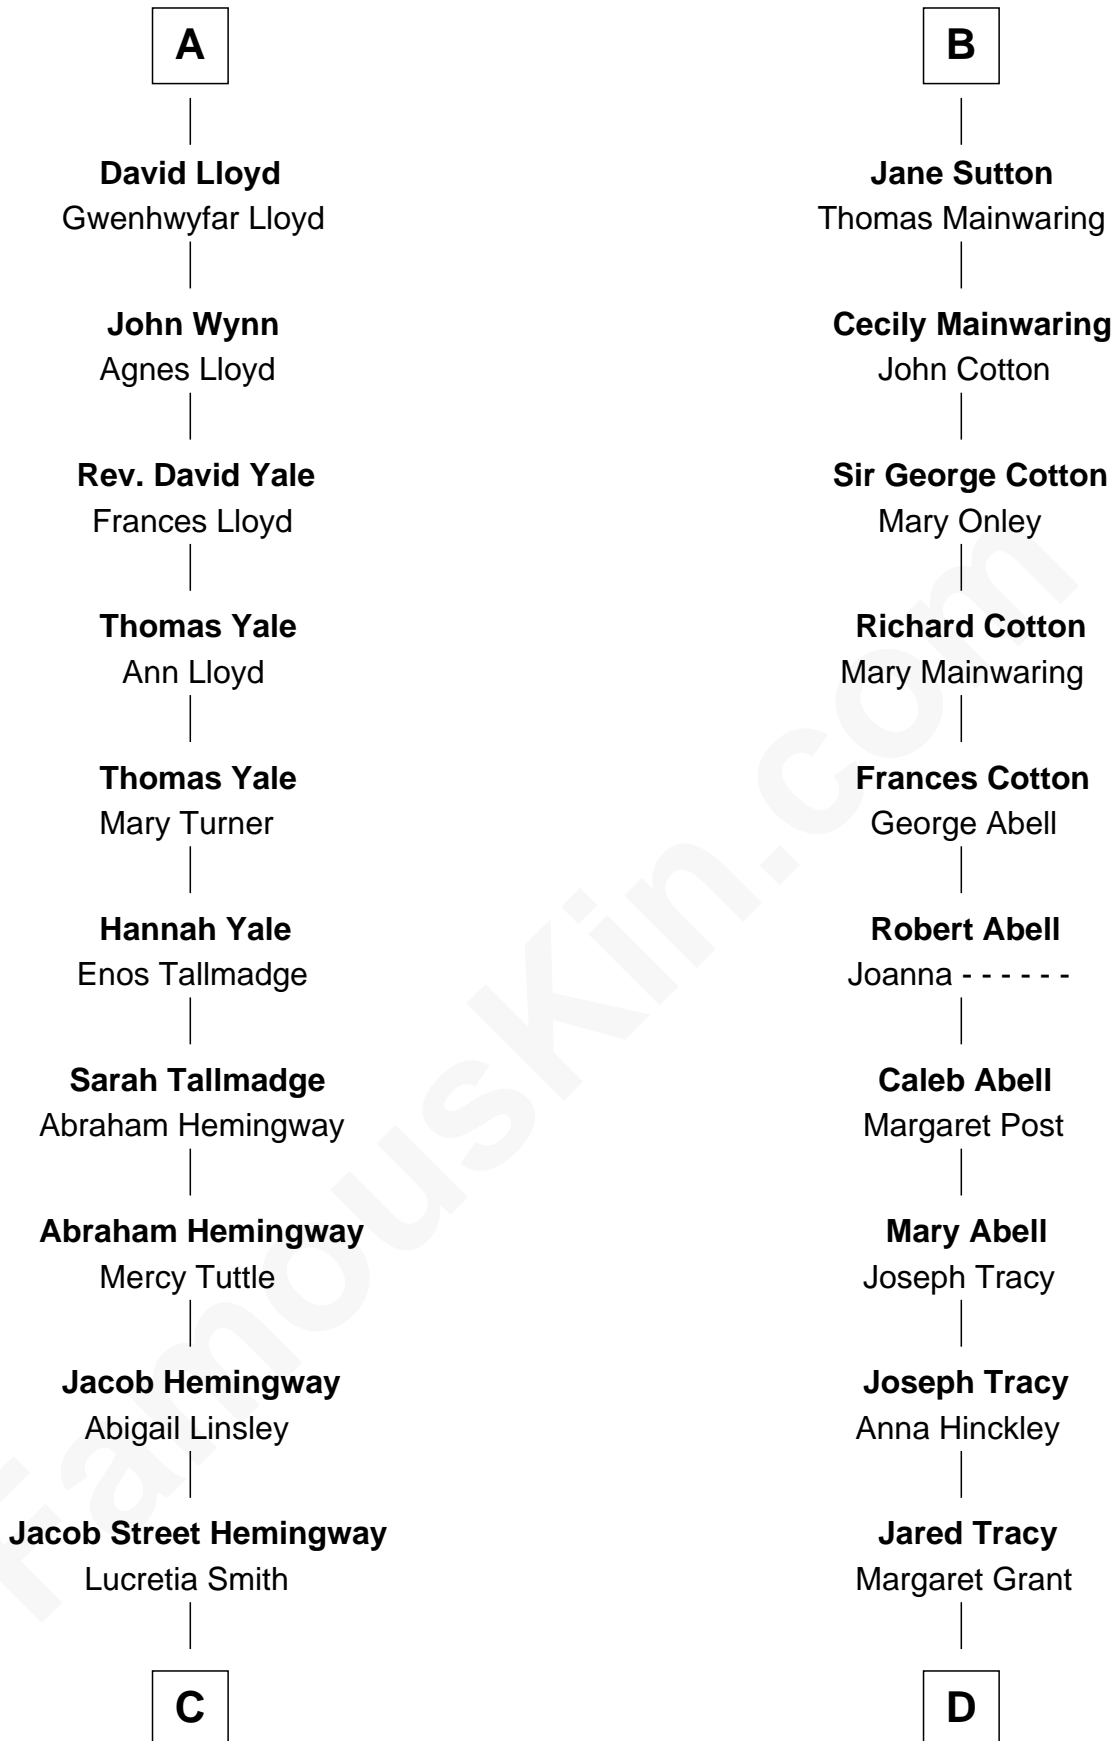 A
David Lloyd
Gwenhwyfar Lloyd
John Wynn
Agnes Lloyd
Rev. David Yale
Frances Lloyd
Thomas Yale
Ann Lloyd
Thomas Yale
Mary Turner
Hannah Yale
Enos Tallmadge
Sarah Tallmadge
Abraham Hemingway
Abraham Hemingway
Mercy Tuttle
Jacob Hemingway
Abigail Linsley
Jacob Street Hemingway
Lucretia Smith
C
B
Jane Sutton
Thomas Mainwaring
Cecily Mainwaring
John Cotton
Sir George Cotton
Mary Onley
Richard Cotton
Mary Mainwaring
Frances Cotton
George Abell
Robert Abell
Joanna - - - - - -
Caleb Abell
Margaret Post
Mary Abell
Joseph Tracy
Joseph Tracy
Anna Hinckley
Jared Tracy
Margaret Grant
D
FamousKin.com